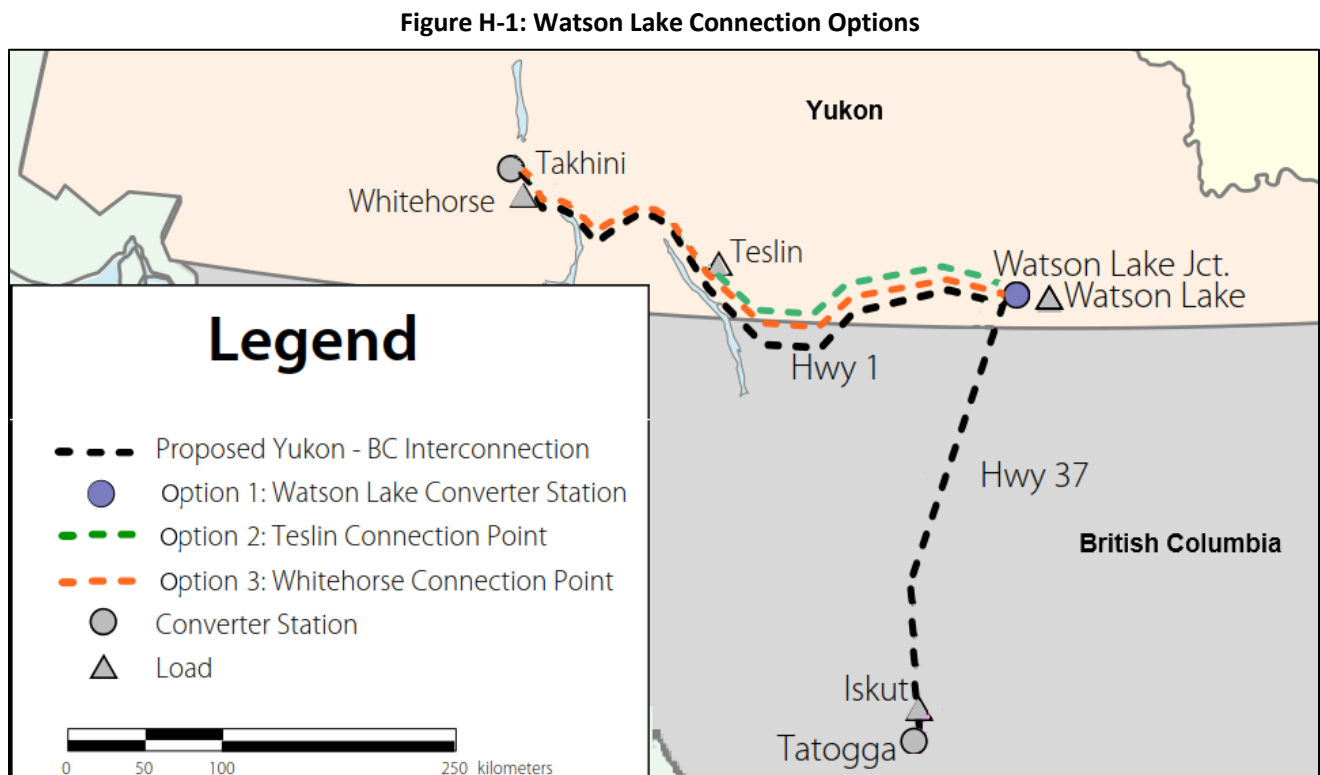 Figure H-1: Watson Lake Connection Options
Yukon
Takhini
Whitehorse
Teslin
Watson Lake Jct.
Watson Lake
Hwy 1
Hwy 37
British Columbia
Iskut
Tatogga
Legend
Proposed Yukon - BC Interconnection
Option 1: Watson Lake Converter Station
Option 2: Teslin Connection Point
Option 3: Whitehorse Connection Point
Converter Station
Load
0 50 100 250 kilometers